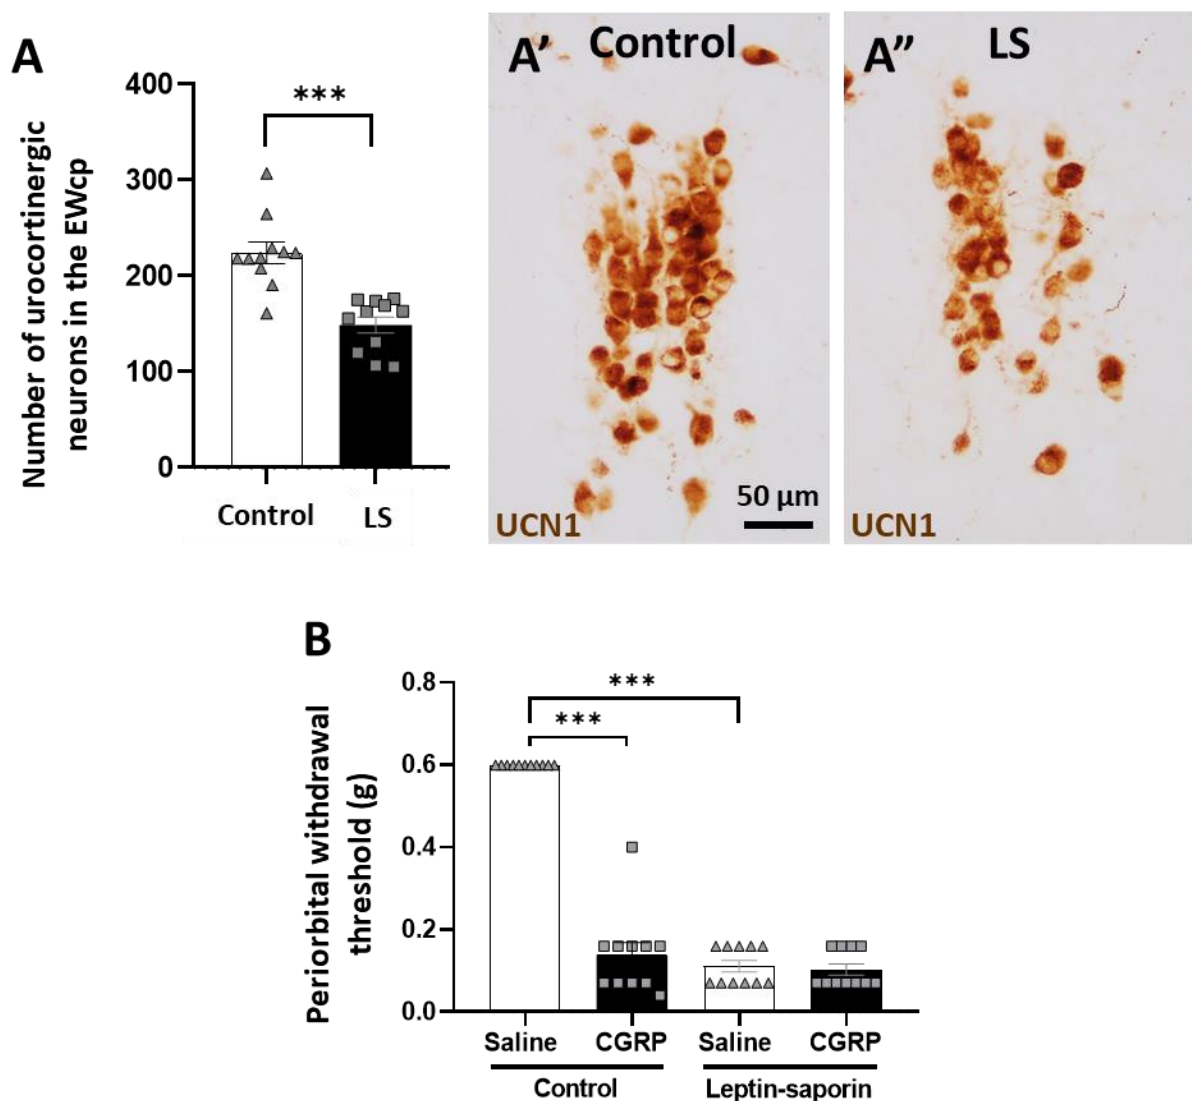 A
Number of urocortinergic
neurons in the EWcp
400
300
200
100
0
***
Control
LS
A'
Control
UCN1
50 µm
A"
LS
UCN1
B
Periorbital withdrawal
threshold (g)
0.8
0.6
0.4
0.2
0.0
***
***
Saline CGRP Saline CGRP
Control Leptin-saporin